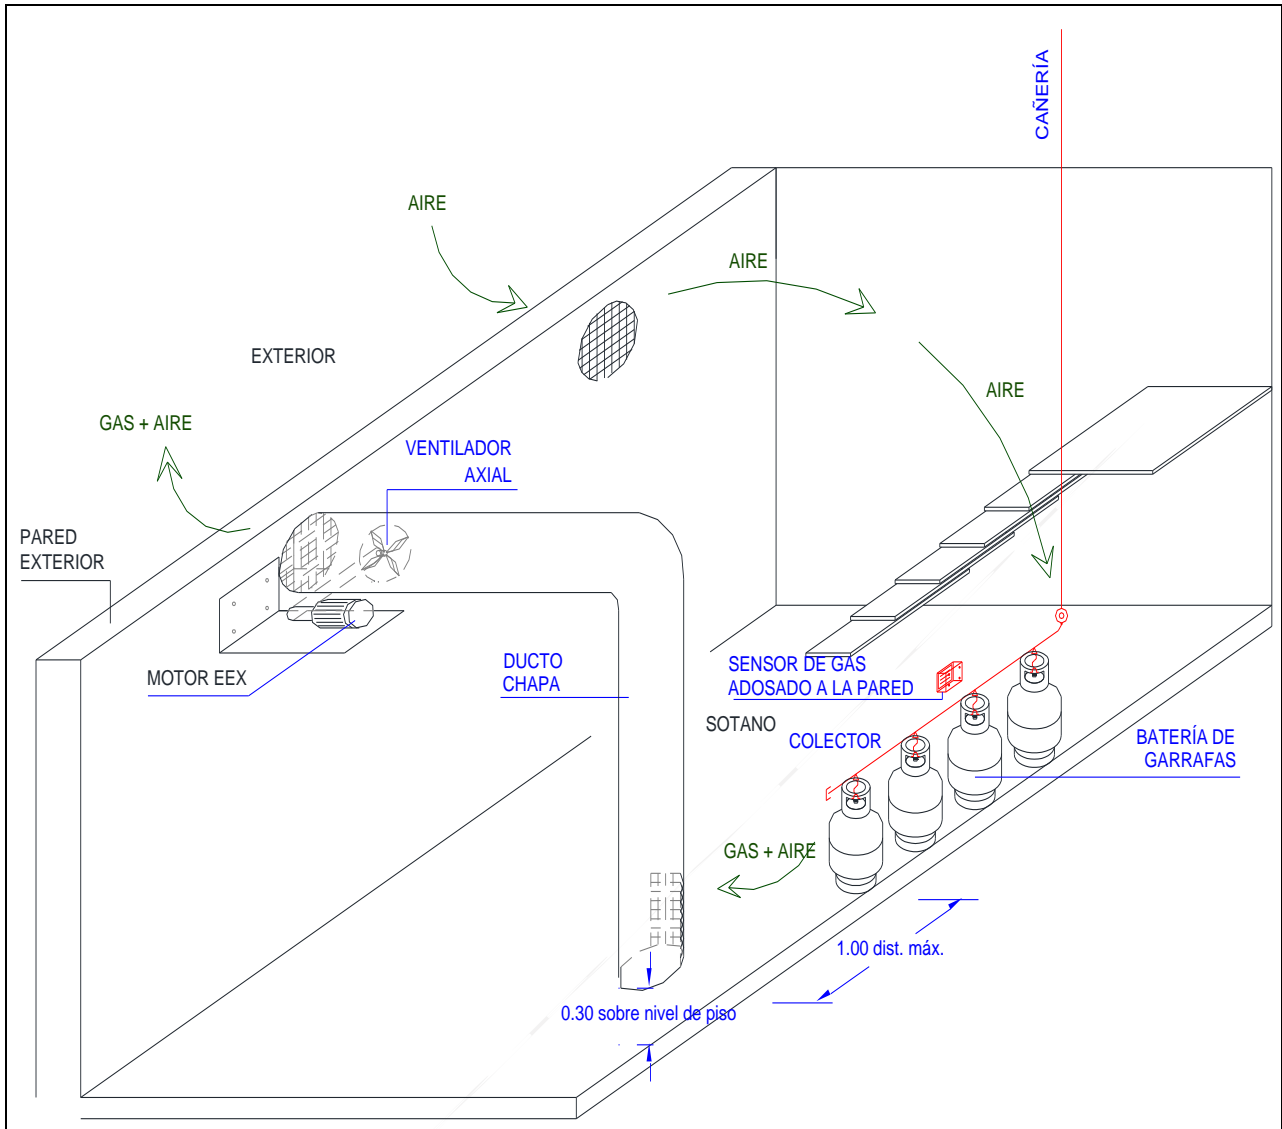 CAÑERÍA
AIRE
AIRE
EXTERIOR
AIRE
GAS + AIRE
VENTILADOR
AXIAL
PARED
EXTERIOR
MOTOR EEX
DUCTO
CHAPA
SENSOR DE GAS
ADOSADO A LA PARED
SOTANO
COLECTOR
BATERÍA DE
GARRAFAS
GAS + AIRE
1.00 dist. máx.
0.30 sobre nivel de piso